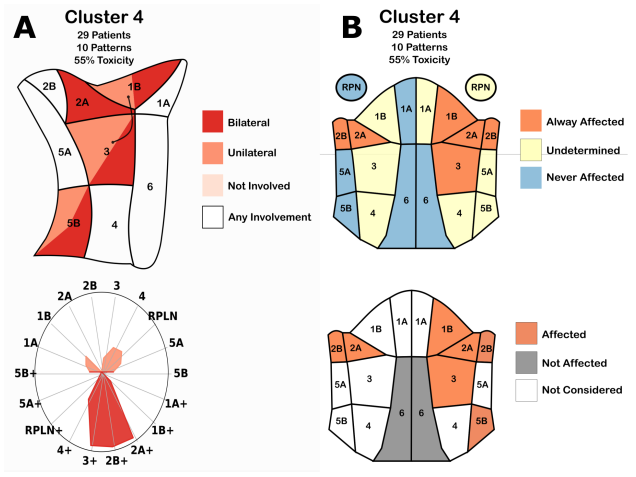 A
Cluster 4
29 Patients
10 Patterns
55% Toxicity
2B
1B
2A
1A
3
5A
6
5B
4
Bilateral
Unilateral
Not Involved
Any Involvement
2B
3
2A
4
1B
RPLN
1A
5A
5B+
5B
5A+
1A+
RPLN+
1B+
4+
2A+
3+
2B+
B
Cluster 4
29 Patients
10 Patterns
55% Toxicity
RPN
RPN
1A
1A
1B
1B
2B
2A
2A
2B
5A
3
3
5A
5B
4
6
6
4
5B
Alway Affected
Undetermined
Never Affected
1B
1A
1A
1B
2B
2A
2A
2B
5A
3
3
5A
5B
4
6
6
4
5B
Affected
Not Affected
Not Considered